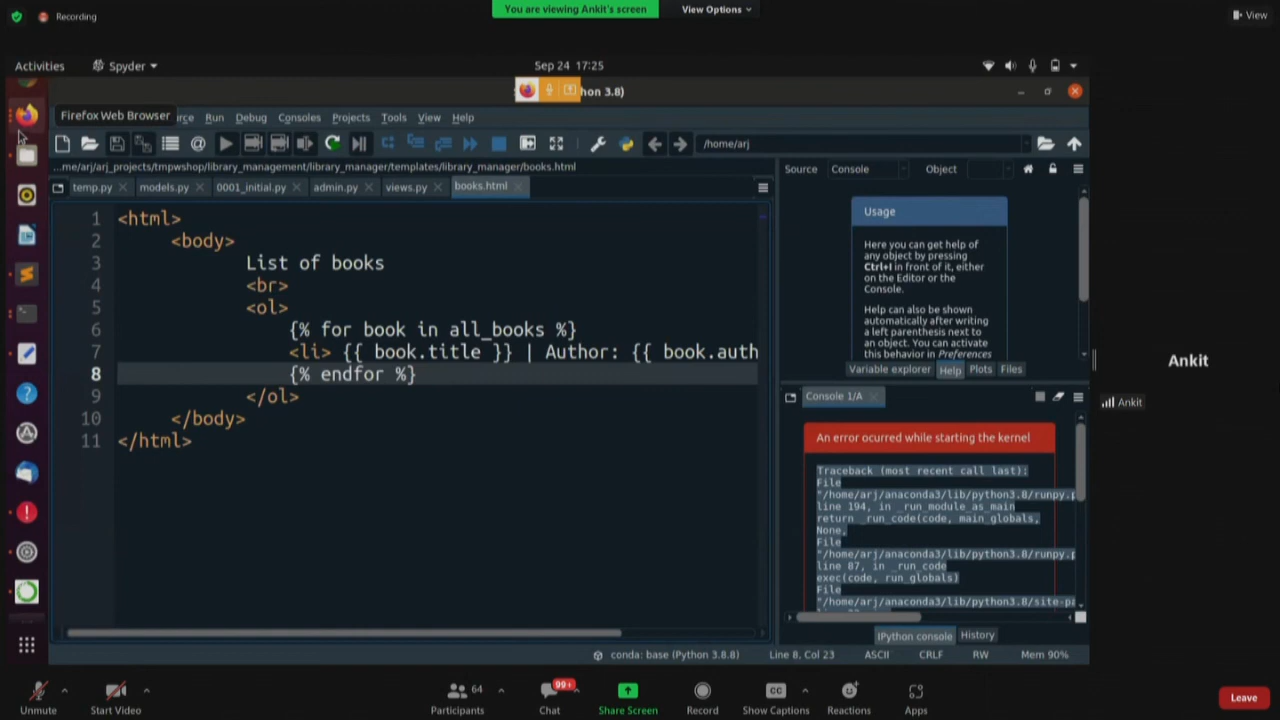 Recording
You are viewing Ankit's screen
View Options
View
Activities
Spyder
Sep 24 17:25
hon 3.8)
Firefox Web Browser
rce Run Debug Consoles Projects Tools View Help
/home/arj
...me/arj/arj_projects/tmpwshop/library_management/library_manager/templates/library_manager/books.html
Source Console Object
temp.py models.py 0001_initial.py admin.py views.py books.html
1 <html>
2 <body>
3 List of books
4 <br>
5 <ol>
6 {% for book in all_books %}
7 <li> {{ book.title }} | Author: {{ book.auth
8 {% endfor %}
9 </ol>
10 </body>
11 </html>
Usage
Here you can get help of
any object by pressing
Ctrl+I in front of it, either
on the Editor or the
Console.
Help can also be shown
automatically after writing
a left parenthesis next to
an object. You can activate
this behavior in Preferences
Variable explorer Help Plots Files
Console 1/A
An error ocurred while starting the kernel
Traceback (most recent call last):
File
"/home/arj/anaconda3/lib/python3.8/runpy.p
line 194, in _run_module_as_main
return _run_code(code, main_globals,
None,
File
"/home/arj/anaconda3/lib/python3.8/runpy.p
line 87, in _run_code
exec(code, run_globals)
File
"/home/arj/anaconda3/lib/python3.8/site-pa
IPython console History
conda: base (Python 3.8.8) Line 8, Col 23 ASCII CRLF RW Mem 90%
Ankit
Ankit
Unmute
Start Video
64
Participants
99+
Chat
Share Screen
Record
CC
Show Captions
Reactions
Apps
Leave